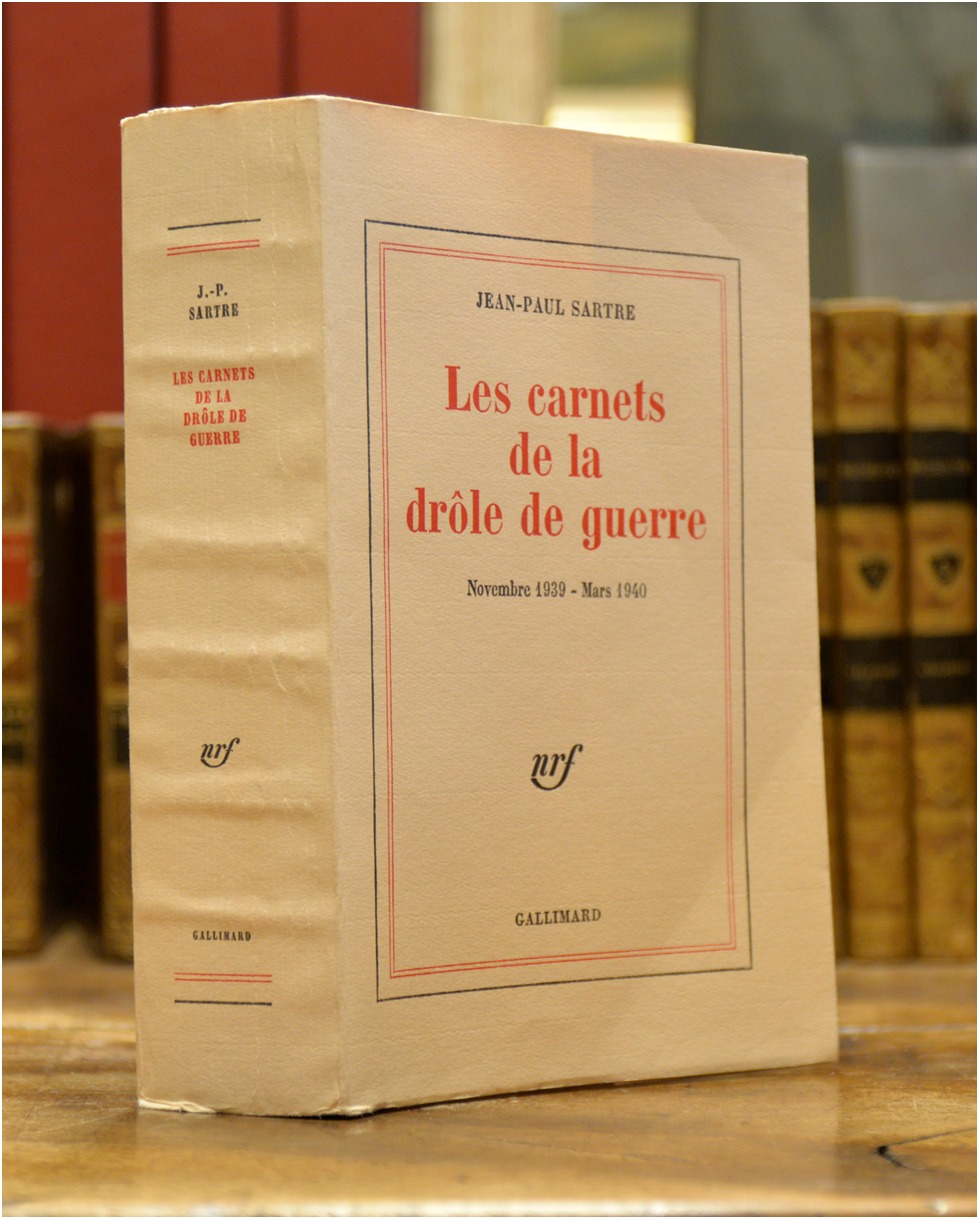 J.-P.
SARTRE
LES CARNETS
DE LA
DRÔLE DE
GUERRE
nrf
GALLIMARD
JEAN-PAUL SARTRE
Les carnets
de la
drôle de guerre
Novembre 1939 - Mars 1940
nrf
GALLIMARD